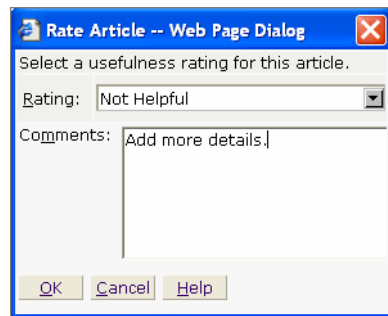 Rate Article -- Web Page Dialog
Select a usefulness rating for this article.
Rating: Not Helpful
Comments: Add more details.
OK Cancel Help